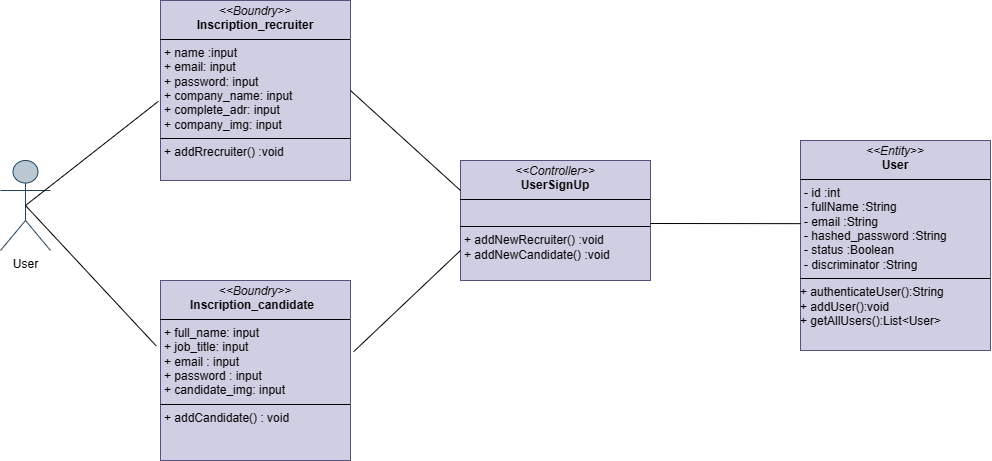 <<Boundry>>
Inscription_recruiter
+ name :input
+ email: input
+ password: input
+ company_name: input
+ complete_adr: input
+ company_img: input
+ addRrecruiter() :void
User
<<Boundry>>
Inscription_candidate
+ full_name: input
+ job_title: input
+ email : input
+ password : input
+ candidate_img: input
+ addCandidate() : void
<<Controller>>
UserSignUp
+ addNewRecruiter() :void
+ addNewCandidate() :void
<<Entity>>
User
- id :int
- fullName :String
- email :String
- hashed_password :String
- status :Boolean
- discriminator :String
+ authenticateUser():String
+ addUser():void
+ getAllUsers():List<User>